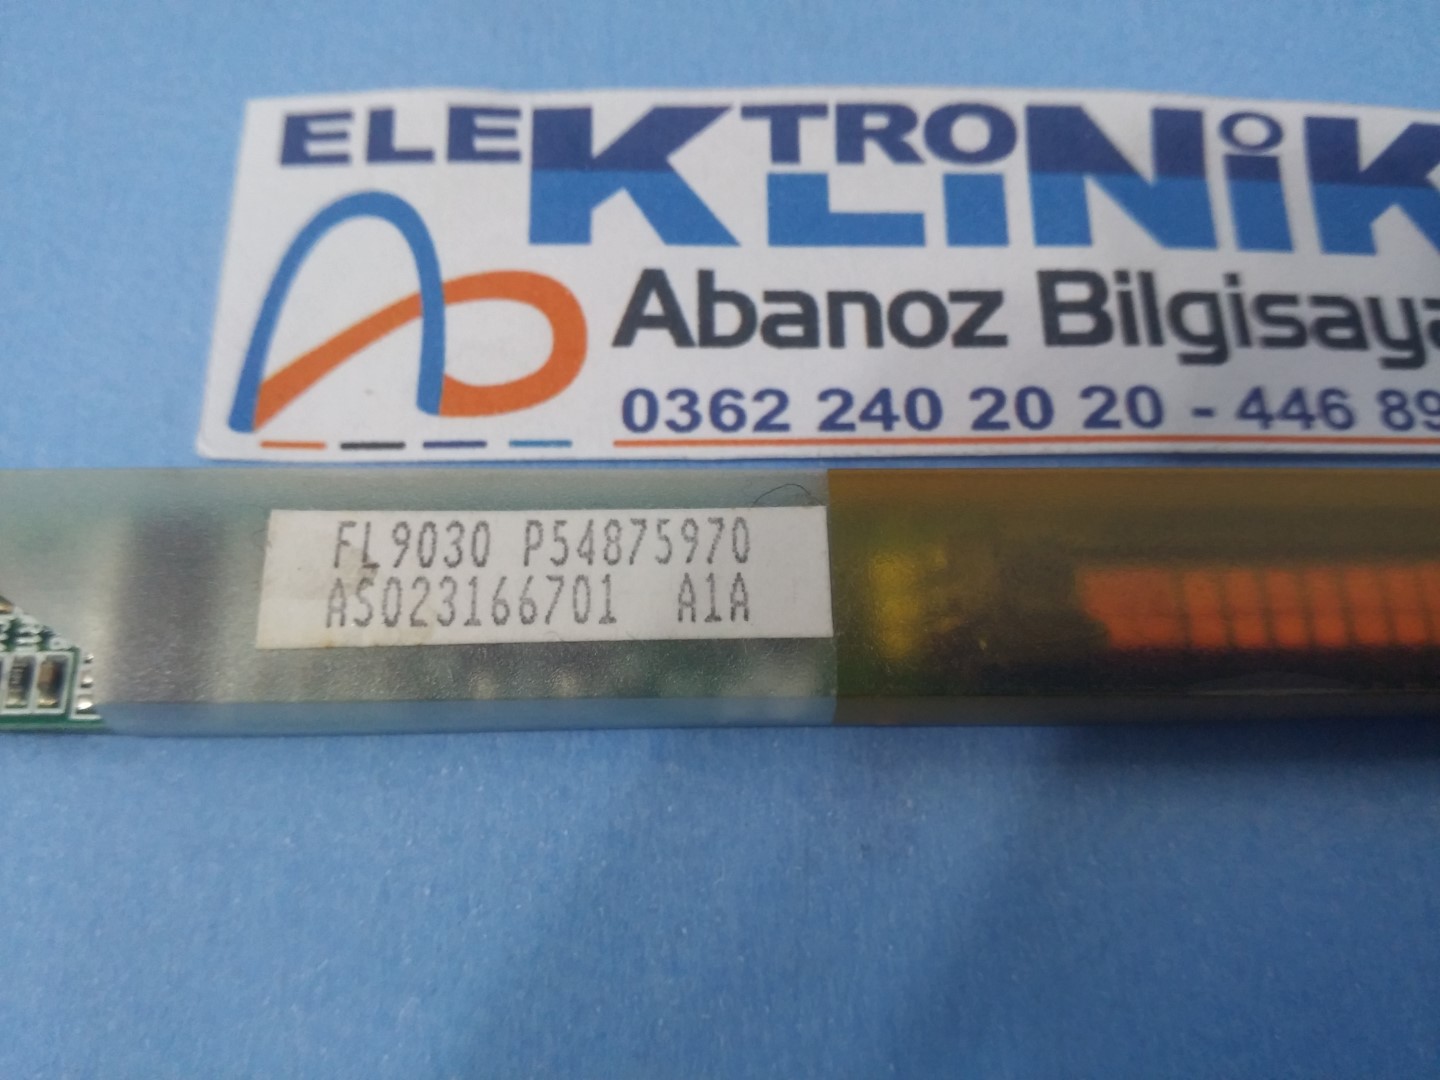 ELEKTRONİK
KLİNİK
Abanoz Bilgisaya
0362 240 20 20 - 446 89
FL9030 P54875970
AS023166701 A1A